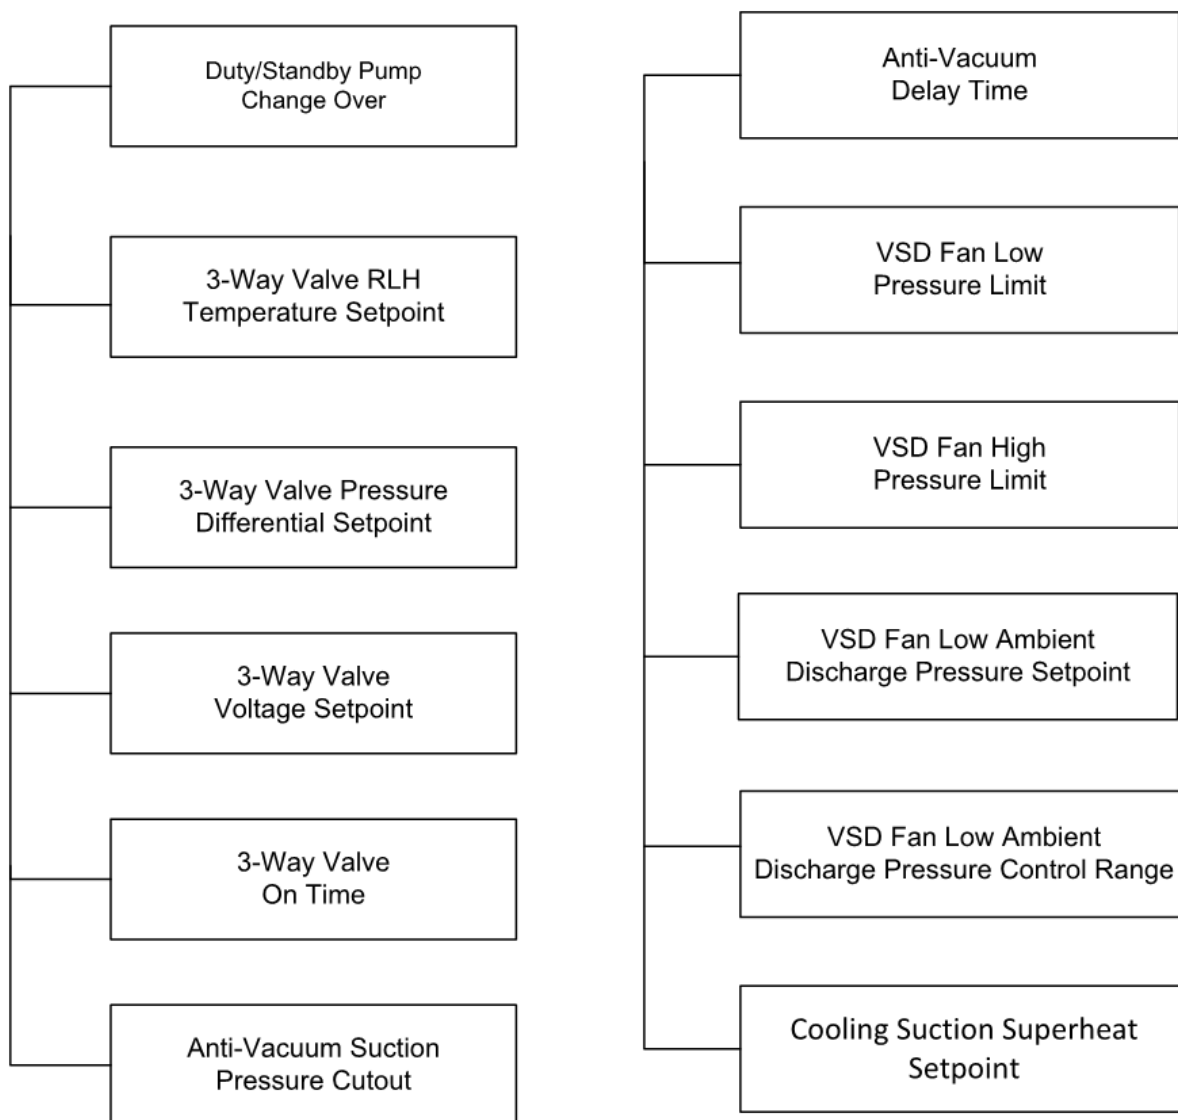 Duty/Standby Pump
Change Over
3-Way Valve RLH
Temperature Setpoint
3-Way Valve Pressure
Differential Setpoint
3-Way Valve
Voltage Setpoint
3-Way Valve
On Time
Anti-Vacuum Suction
Pressure Cutout
Anti-Vacuum
Delay Time
VSD Fan Low
Pressure Limit
VSD Fan High
Pressure Limit
VSD Fan Low Ambient
Discharge Pressure Setpoint
VSD Fan Low Ambient
Discharge Pressure Control Range
Cooling Suction Superheat
Setpoint